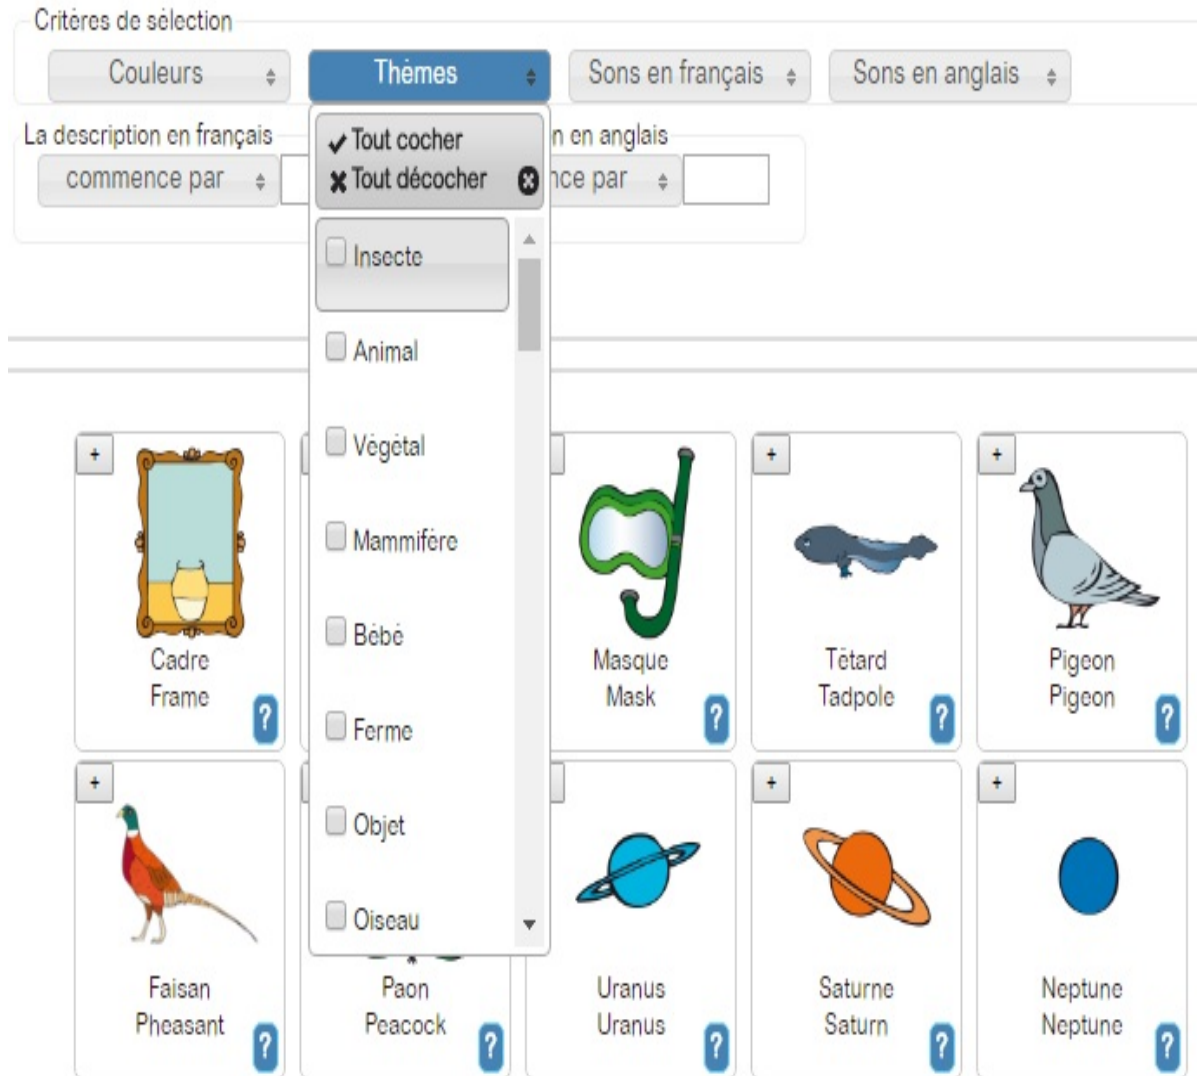 Critères de sélection
Couleurs Thèmes Sons en français Sons en anglais
La description en français n en anglais
commence par nce par
Tout cocher
Tout décocher
Insecte
Animal
Végétal
Mammifère
Bébé
Ferme
Objet
Oiseau
+ + +
Cadre Masque Têtard Pigeon
Frame Mask Tadpole Pigeon
? ? ? ?
+ + +
Faisan Paon Uranus Saturne Neptune
Pheasant Peacock Uranus Saturn Neptune
? ? ? ? ?